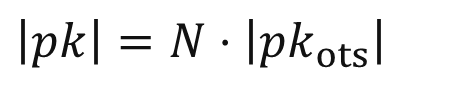 |pk| = N · |pk_ots|